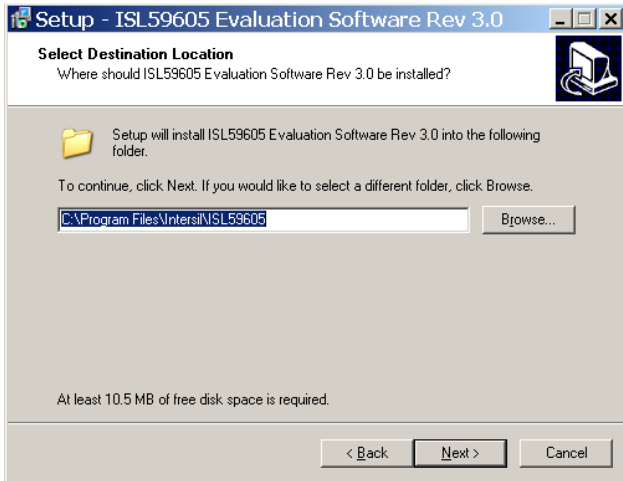 Setup - ISL59605 Evaluation Software Rev 3.0
Select Destination Location
Where should ISL59605 Evaluation Software Rev 3.0 be installed?
Setup will install ISL59605 Evaluation Software Rev 3.0 into the following
folder.
To continue, click Next. If you would like to select a different folder, click Browse.
C:\Program Files\Intersil\ISL59605
Browse...
At least 10.5 MB of free disk space is required.
< Back
Next >
Cancel